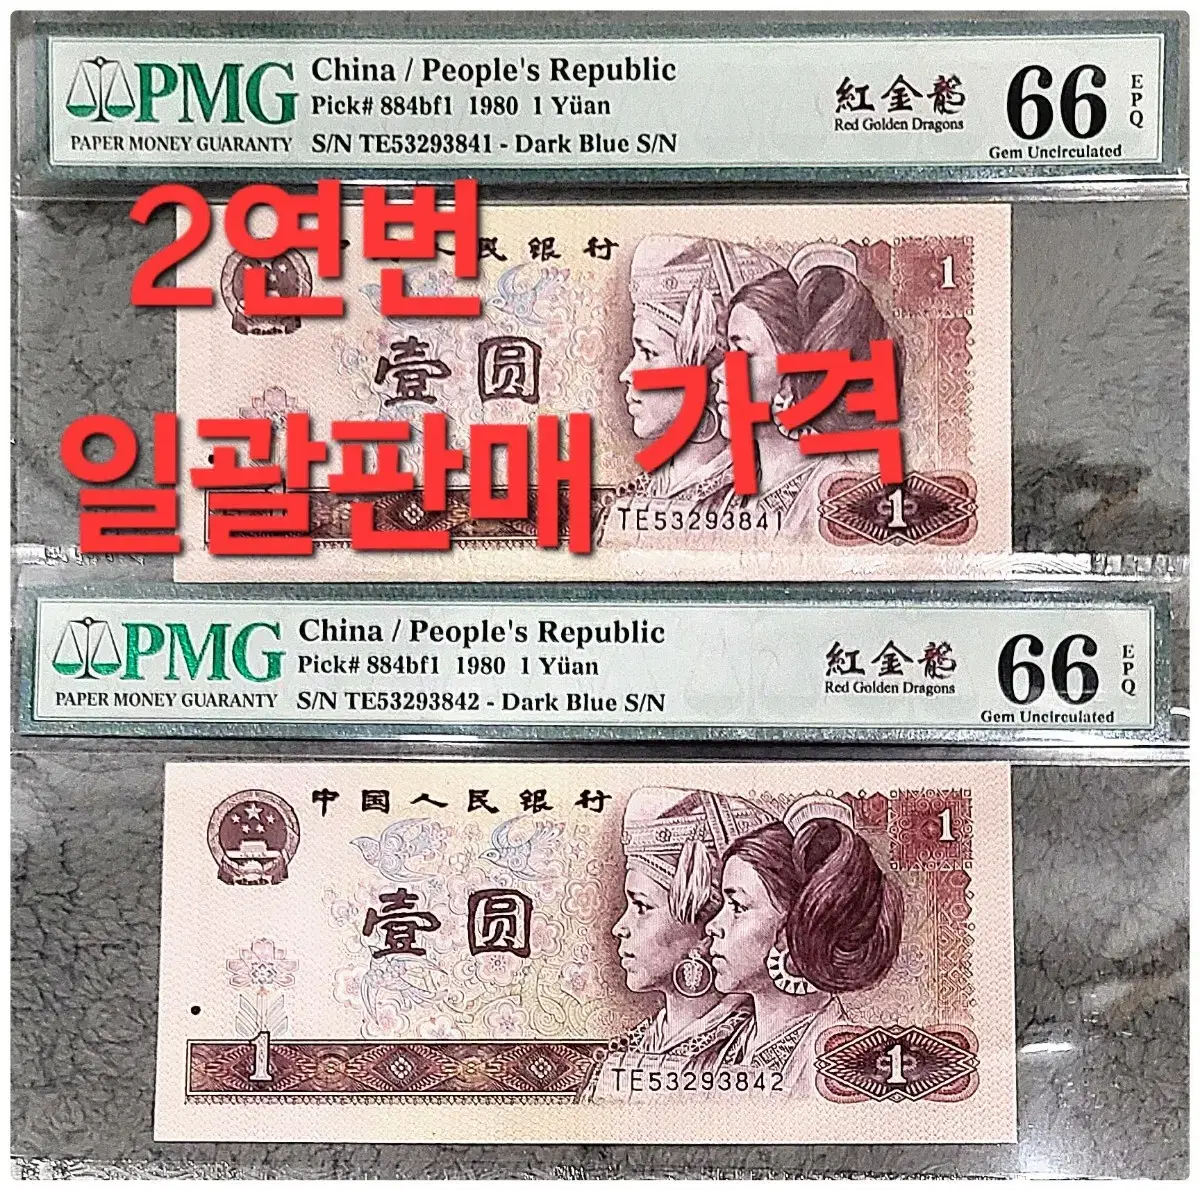 PMG
PAPER MONEY GUARANTY
China / People's Republic
Pick# 884bf1 1980 1 Yüan
S/N TE53293841 - Dark Blue S/N
紅金龍
Red Golden Dragons
66
EPQ
Gem Uncirculated
2연번
人民银行
1
壹圆
가격
일괄판매
TE53293841
1
PMG
PAPER MONEY GUARANTY
China / People's Republic
Pick# 884bf1 1980 1 Yüan
S/N TE53293842 - Dark Blue S/N
紅金龍
Red Golden Dragons
66
EPQ
Gem Uncirculated
中国人民银行
1
壹圆
1
TE53293842
1